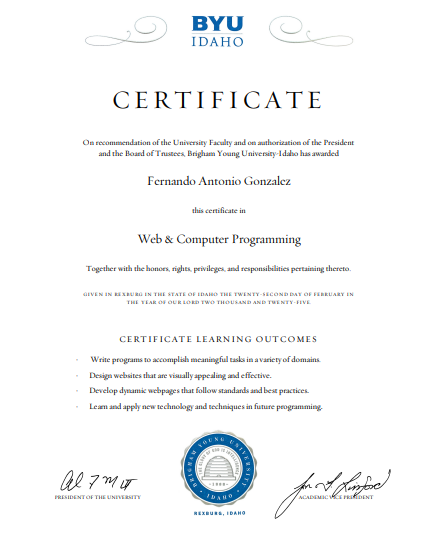 BYU
IDAHO
CERTIFICATE
On recommendation of the University Faculty and on authorization of the President
and the Board of Trustees, Brigham Young University-Idaho has awarded
Fernando Antonio Gonzalez
this certificate in
Web & Computer Programming
Together with the honors, rights, privileges, and responsibilities pertaining thereto.
GIVEN IN REXBURG IN THE STATE OF IDAHO THE TWENTY-SECOND DAY OF FEBRUARY IN
THE YEAR OF OUR LORD TWO THOUSAND AND TWENTY-FIVE.
CERTIFICATE LEARNING OUTCOMES
· Write programs to accomplish meaningful tasks in a variety of domains.
· Design websites that are visually appealing and effective.
· Develop dynamic webpages that follow standards and best practices.
· Learn and apply new technology and techniques in future programming.
BRIGHAM YOUNG UNIVERSITY
· IDAHO ·
PRESIDENT OF THE UNIVERSITY
ACADEMIC VICE PRESIDENT
REXBURG, IDAHO